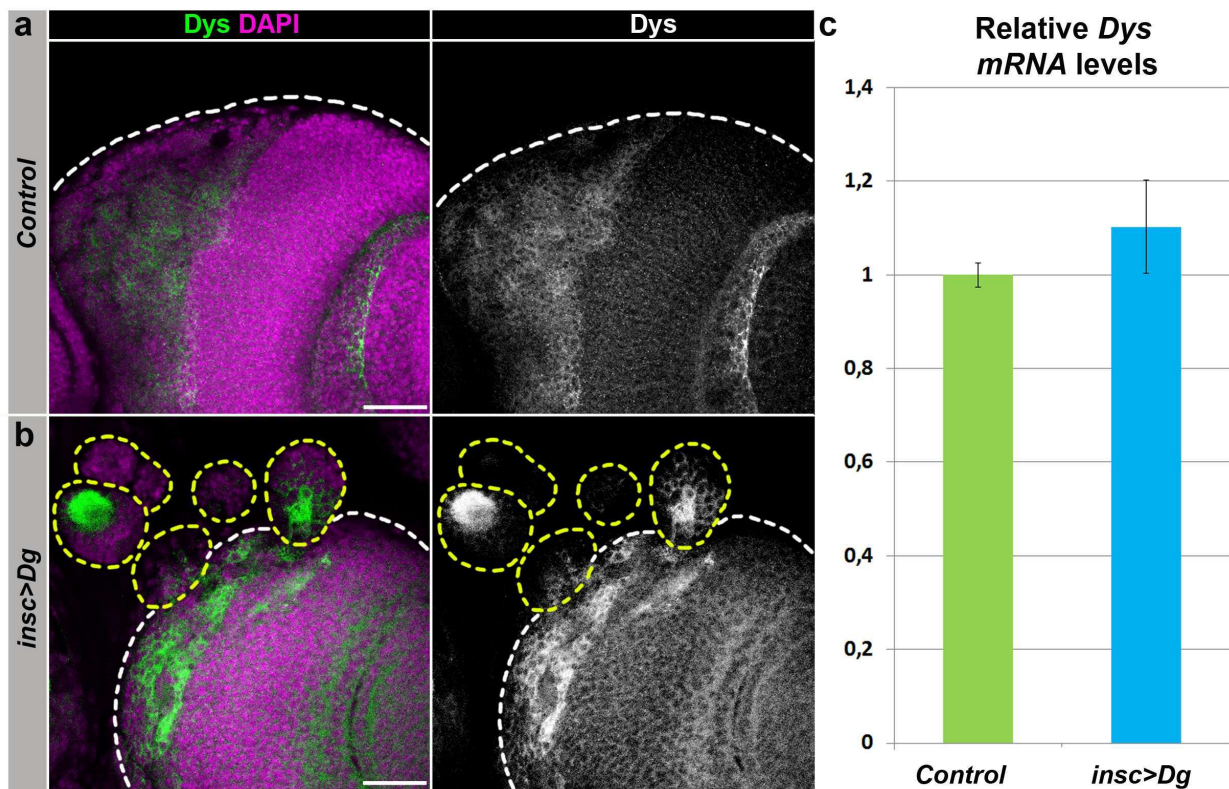 a
Dys DAPI
Dys
Control
b
insc>Dg
c
Relative Dys
mRNA levels
1,4
1,2
1
0,8
0,6
0,4
0,2
0
Control
insc>Dg